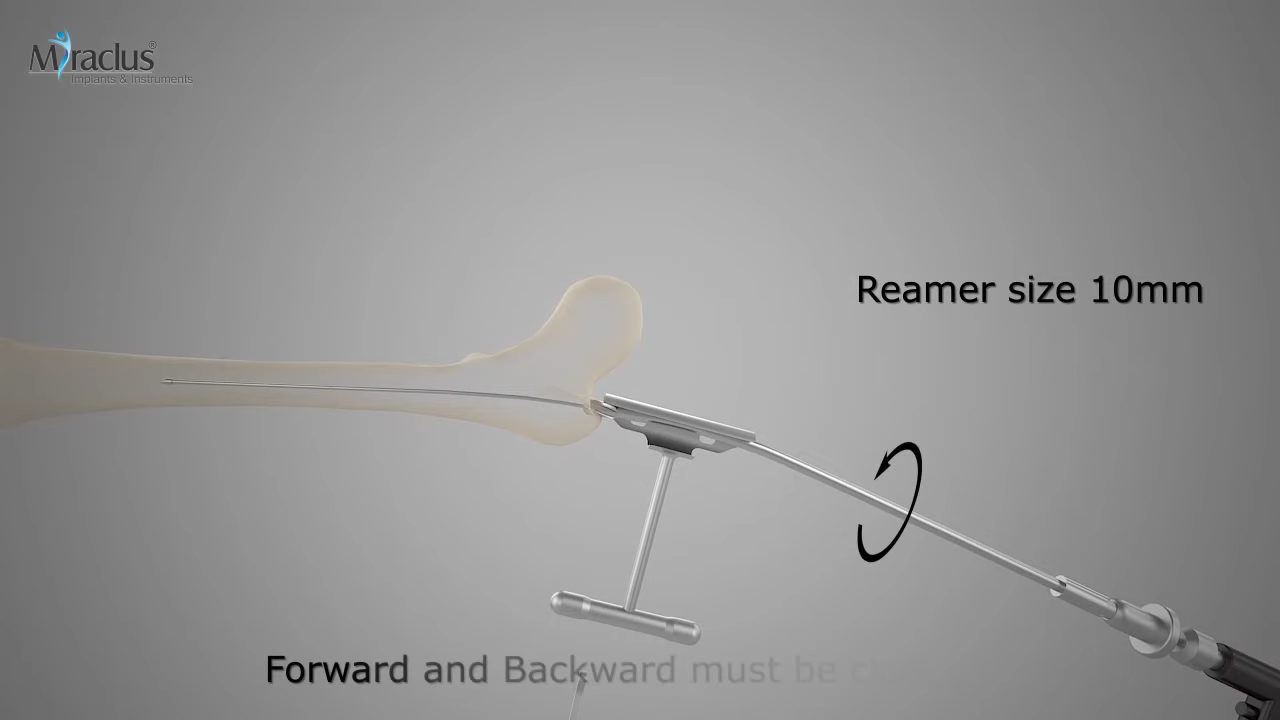 Miraclus®
Implants & Instruments
Reamer size 10mm
Forward and Backward must be